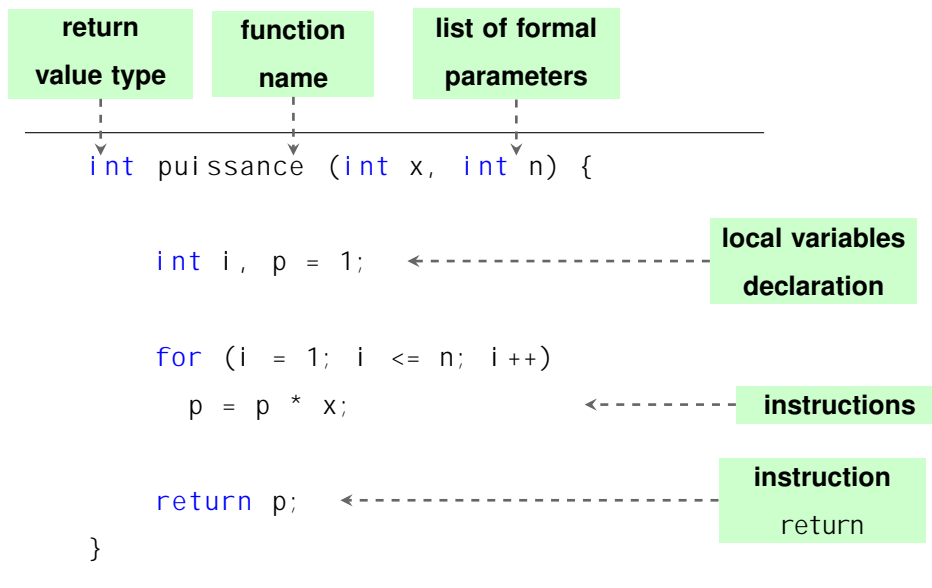 return
value type
function
name
list of formal
parameters
int puissance (int x, int n) {
int i, p = 1;
local variables
declaration
for (i = 1; i <= n; i++)
p = p * x;
instructions
return p;
instruction
return
}